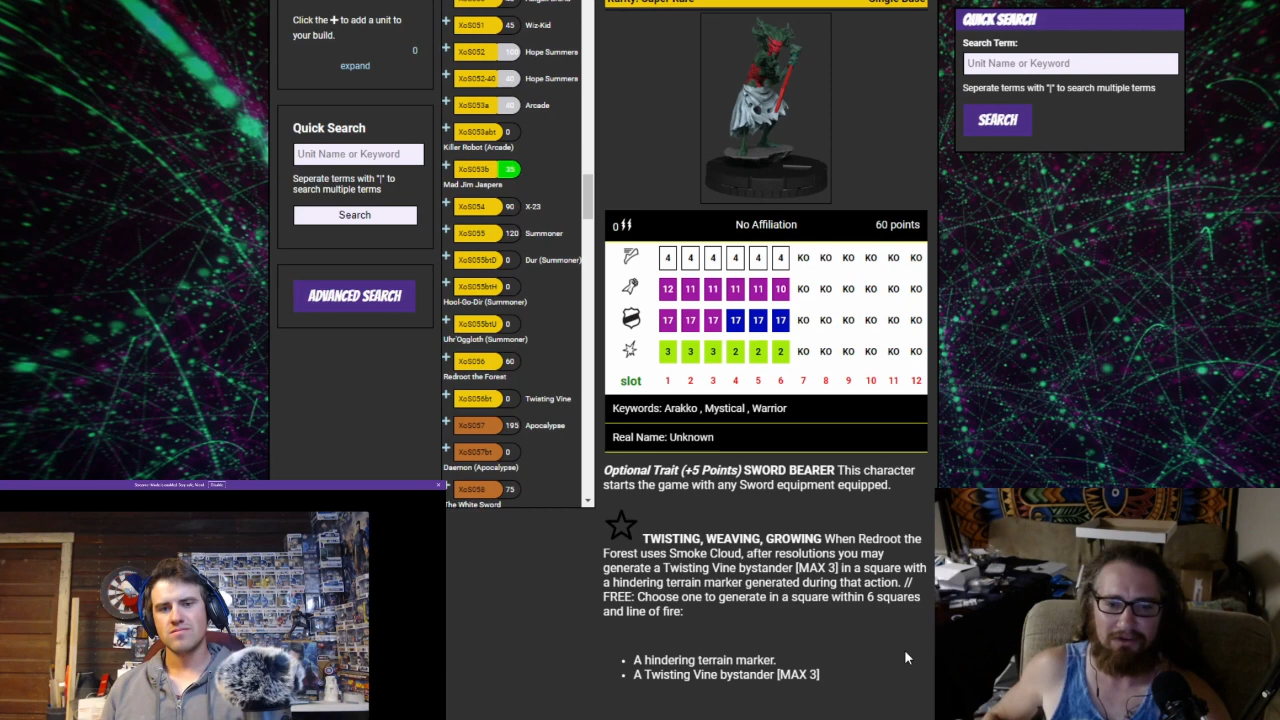 Click the + to add a unit to
your build.
0
expand
Quick Search
Unit Name or Keyword
Seperate terms with "|" to
search multiple terms
Search
ADVANCED SEARCH
XoS051 45 Wiz-Kid
XoS052 100 Hope Summers
XoS052-40 40 Hope Summers
XoS053a 40 Arcade
XoS053abt 0
Killer Robot (Arcade)
XoS053b 35
Mad Jim Jaspers
XoS054 90 X-23
XoS055 120 Summoner
XoS055btD 0 Dur (Summoner)
XoS055btH 0
Hool-Go-Dir (Summoner)
XoS055btU 0
Uhr'Oggloth (Summoner)
XoS056 60
Redroot the Forest
XoS056bt 0 Twisting Vine
XoS057 195 Apocalypse
XoS057bt 0
Daemon (Apocalypse)
XoS058 75
The White Sword
Rarity: Super Rare Single Base
0 No Affiliation 60 points
4 4 4 4 4 4 KO KO KO KO KO KO
12 11 11 11 11 10 KO KO KO KO KO KO
17 17 17 17 17 17 KO KO KO KO KO KO
3 3 3 2 2 2 KO KO KO KO KO KO
slot 1 2 3 4 5 6 7 8 9 10 11 12
Keywords: Arakko , Mystical , Warrior
Real Name: Unknown
Optional Trait (+5 Points) SWORD BEARER This character
starts the game with any Sword equipment equipped.
TWISTING, WEAVING, GROWING When Redroot the
Forest uses Smoke Cloud, after resolutions you may
generate a Twisting Vine bystander [MAX 3] in a square with
a hindering terrain marker generated during that action. //
FREE: Choose one to generate in a square within 6 squares
and line of fire:
• A hindering terrain marker.
• A Twisting Vine bystander [MAX 3]
QUICK SEARCH
Search Term:
Unit Name or Keyword
Seperate terms with "|" to search multiple terms
SEARCH